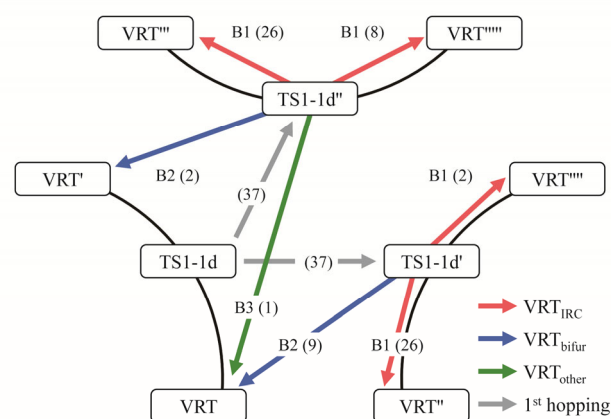 VRT''' B1 (26) B1 (8) VRT'''''
TS1-1d''
VRT' B2 (2) (37) B1 (2) VRT''''
TS1-1d (37) TS1-1d'
B3 (1)
B2 (9) B1 (26)
VRT VRT''
VRT_IRC
VRT_bifur
VRT_other
1st hopping